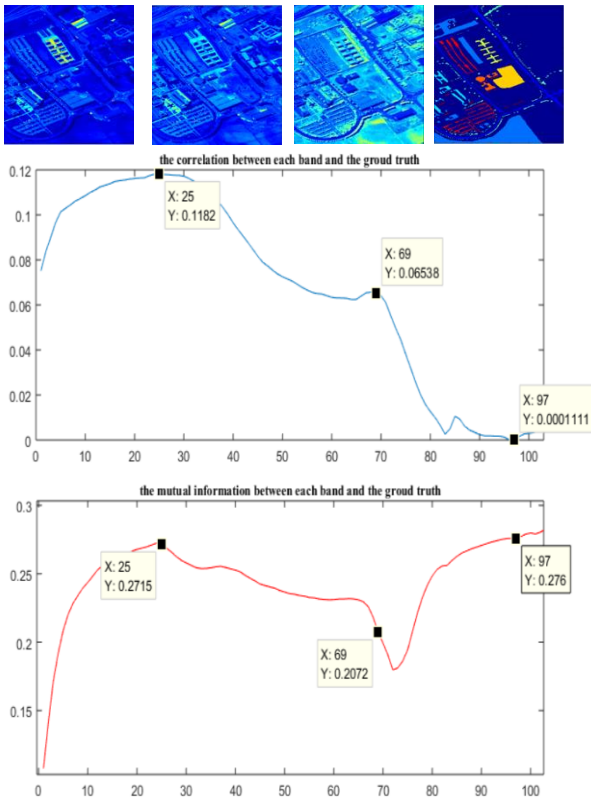 the correlation between each band and the groud truth
0.12
0.1
0.08
0.06
0.04
0.02
0
X: 25
Y: 0.1182
X: 69
Y: 0.06538
X: 97
Y: 0.0001111
0 10 20 30 40 50 60 70 80 90 100
the mutual information between each band and the groud truth
0.3
0.25
0.2
0.15
X: 25
Y: 0.2715
X: 69
Y: 0.2072
X: 97
Y: 0.276
0 10 20 30 40 50 60 70 80 90 100